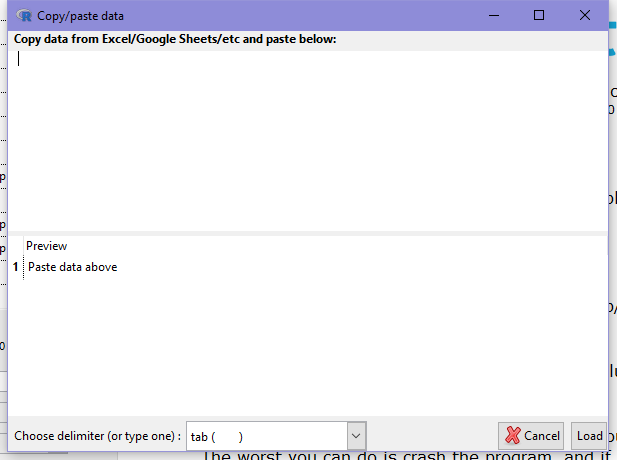 Copy/paste data
Copy data from Excel/Google Sheets/etc and paste below:
Preview
1 Paste data above
Choose delimiter (or type one) : tab ( ) Cancel Load
The worst you can do is crash the program, and if